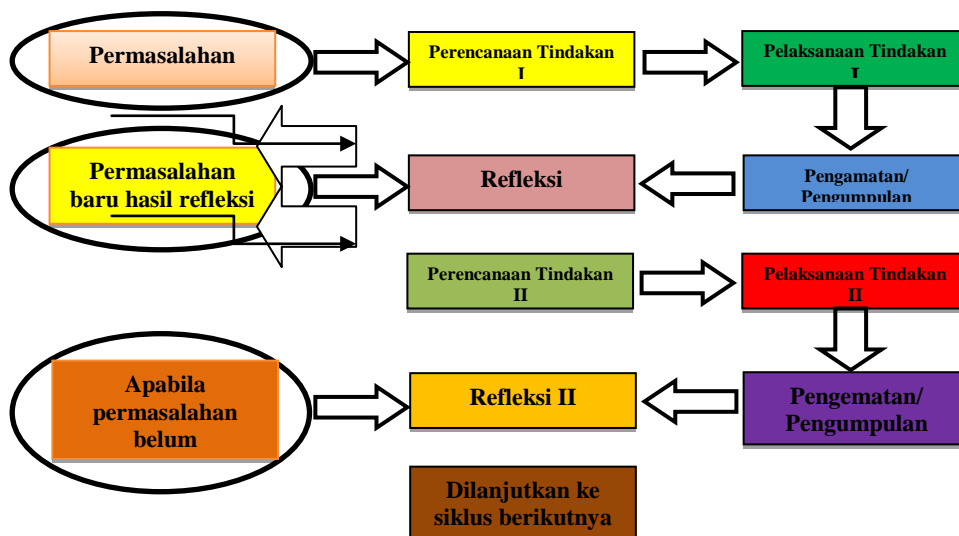 Permasalahan
Perencanaan Tindakan
I
Pelaksanaan Tindakan
I
Permasalahan
baru hasil refleksi
Refleksi
Pengamatan/
Pengumpulan
Perencanaan Tindakan
II
Pelaksanaan Tindakan
II
Apabila
permasalahan
belum
Refleksi II
Pengematan/
Pengumpulan
Dilanjutkan ke
siklus berikutnya